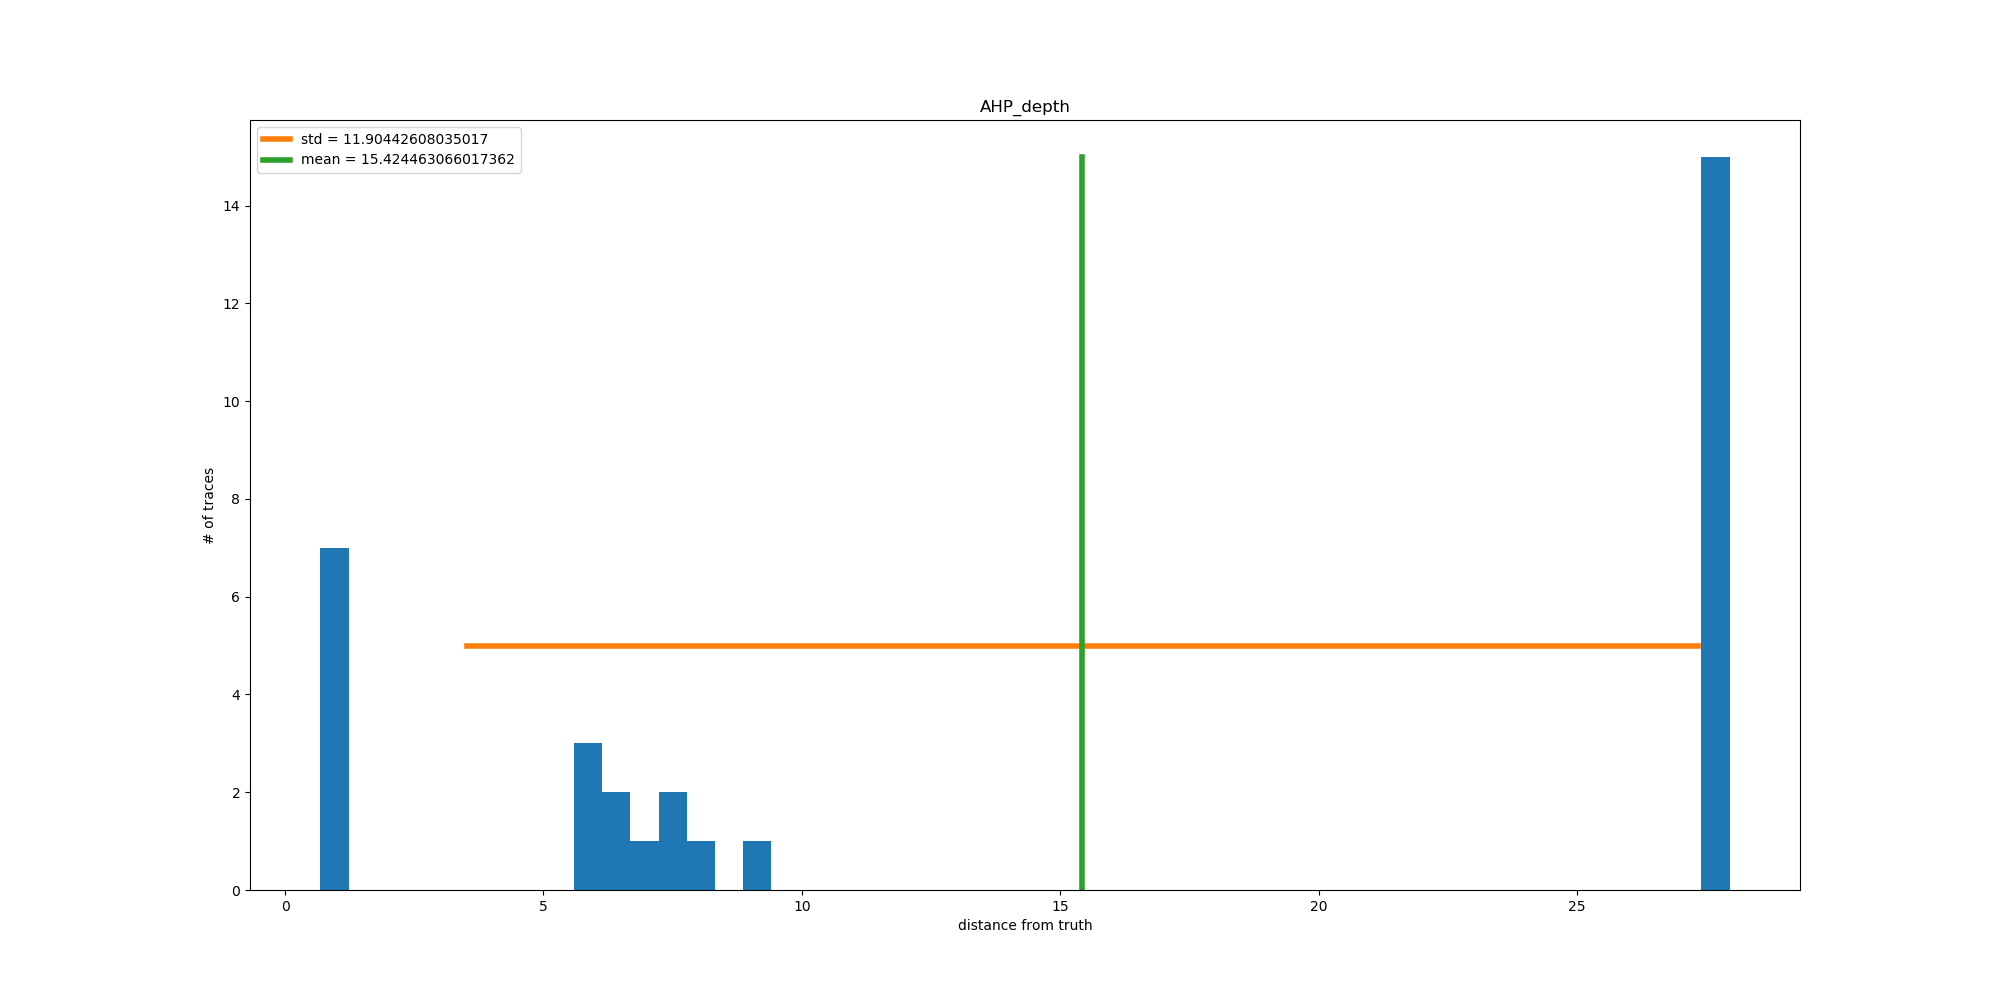 AHP_depth
std = 11.90442608035017
mean = 15.424463066017362
# of traces
14
12
10
8
6
4
2
0
0 5 10 15 20 25
distance from truth